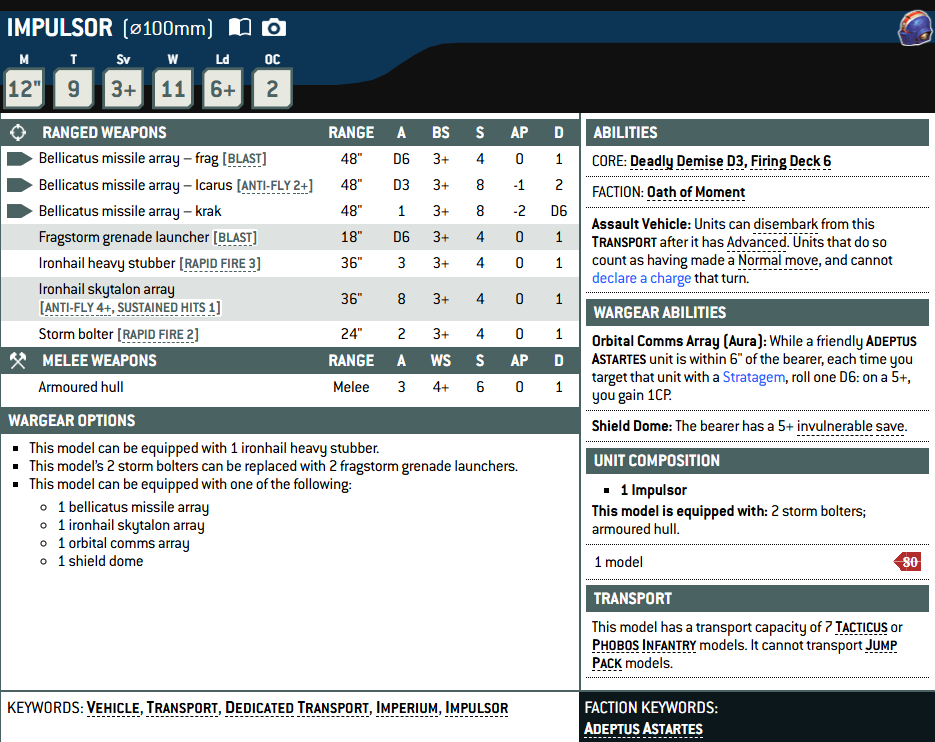 IMPULSOR (⌀100mm)
M T Sv W Ld OC
12" 9 3+ 11 6+ 2
RANGED WEAPONS RANGE A BS S AP D
Bellicatus missile array – frag [BLAST] 48" D6 3+ 4 0 1
Bellicatus missile array – Icarus [ANTI-FLY 2+] 48" D3 3+ 8 -1 2
Bellicatus missile array – krak 48" 1 3+ 8 -2 D6
Fragstorm grenade launcher [BLAST] 18" D6 3+ 4 0 1
Ironhail heavy stubber [RAPID FIRE 3] 36" 3 3+ 4 0 1
Ironhail skytalon array
[ANTI-FLY 4+, SUSTAINED HITS 1] 36" 8 3+ 4 0 1
Storm bolter [RAPID FIRE 2] 24" 2 3+ 4 0 1
MELEE WEAPONS RANGE A WS S AP D
Armoured hull Melee 3 4+ 6 0 1
WARGEAR OPTIONS
▪ This model can be equipped with 1 ironhail heavy stubber.
▪ This model's 2 storm bolters can be replaced with 2 fragstorm grenade launchers.
▪ This model can be equipped with one of the following:
○ 1 bellicatus missile array
○ 1 ironhail skytalon array
○ 1 orbital comms array
○ 1 shield dome
ABILITIES
CORE: Deadly Demise D3, Firing Deck 6
FACTION: Oath of Moment
Assault Vehicle: Units can disembark from this
TRANSPORT after it has Advanced. Units that do so
count as having made a Normal move, and cannot
declare a charge that turn.
WARGEAR ABILITIES
Orbital Comms Array (Aura): While a friendly ADEPTUS
ASTARTES unit is within 6" of the bearer, each time you
target that unit with a Stratagem, roll one D6: on a 5+,
you gain 1CP.
Shield Dome: The bearer has a 5+ invulnerable save.
UNIT COMPOSITION
▪ 1 Impulsor
This model is equipped with: 2 storm bolters;
armoured hull.
1 model 80
TRANSPORT
This model has a transport capacity of 7 TACTICUS or
PHOBOS INFANTRY models. It cannot transport JUMP
PACK models.
KEYWORDS: VEHICLE, TRANSPORT, DEDICATED TRANSPORT, IMPERIUM, IMPULSOR
FACTION KEYWORDS:
ADEPTUS ASTARTES